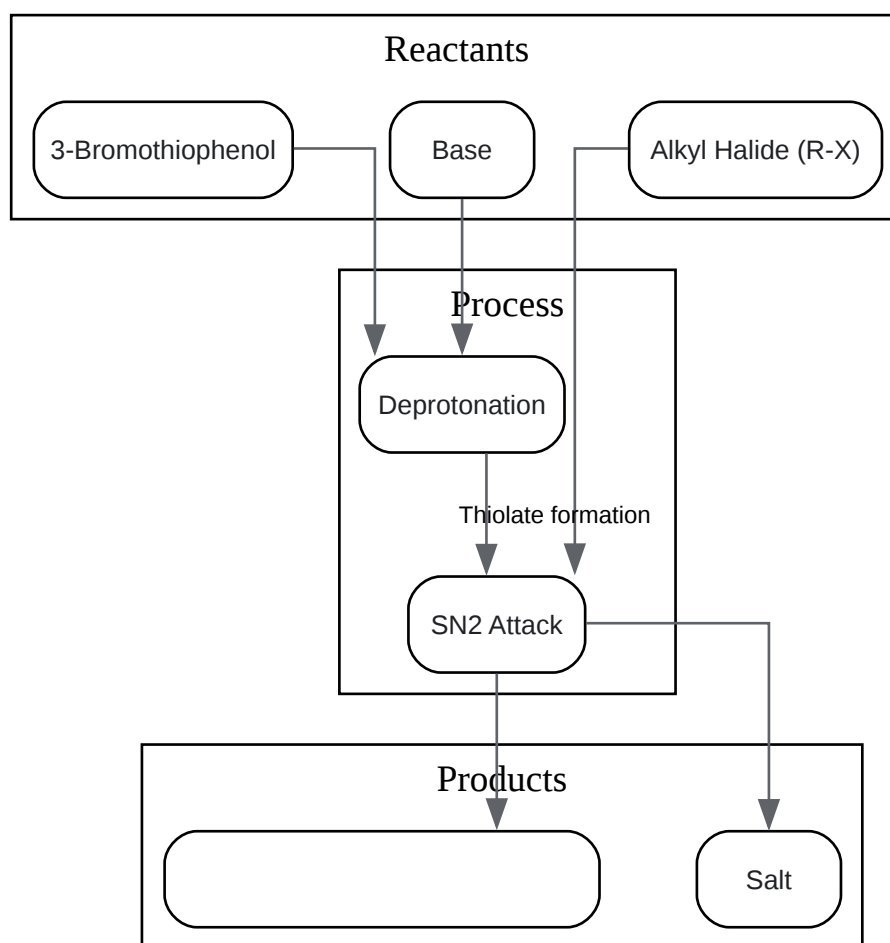 Reactants
3-Bromothiophenol
Base
Alkyl Halide (R-X)
Process
Deprotonation
Thiolate formation
SN2 Attack
Products
Salt